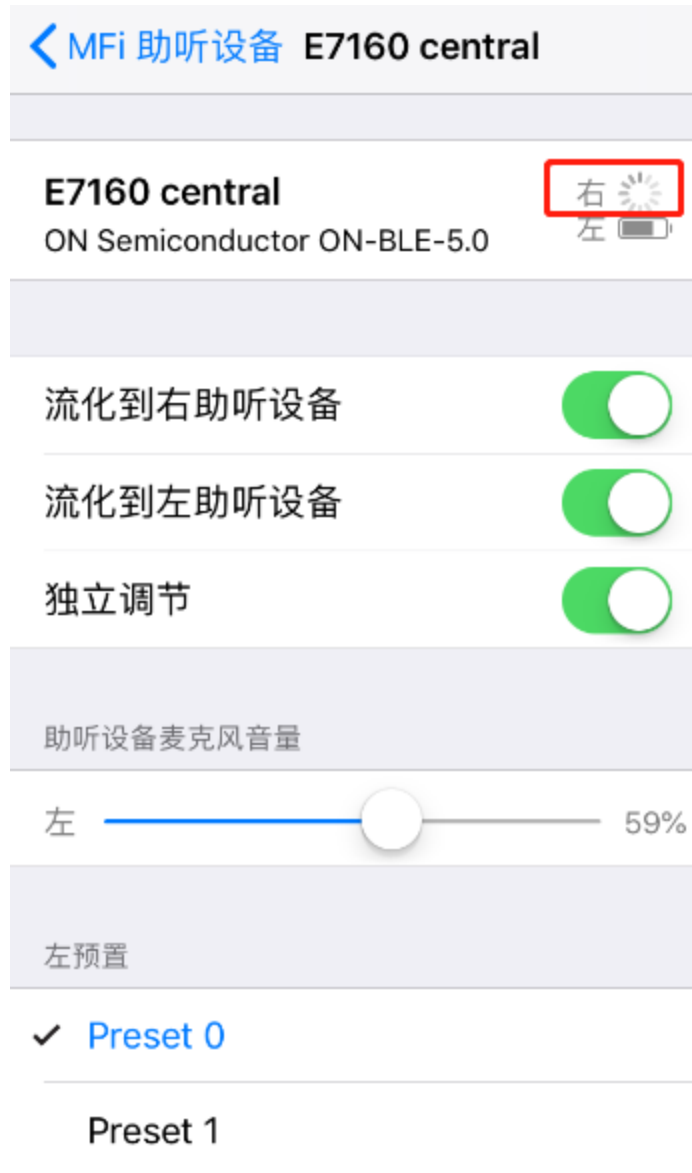 MFi 助听设备 E7160 central
E7160 central 右
ON Semiconductor ON-BLE-5.0 左
流化到右助听设备
流化到左助听设备
独立调节
助听设备麦克风音量
左 59%
左预置
Preset 0
Preset 1